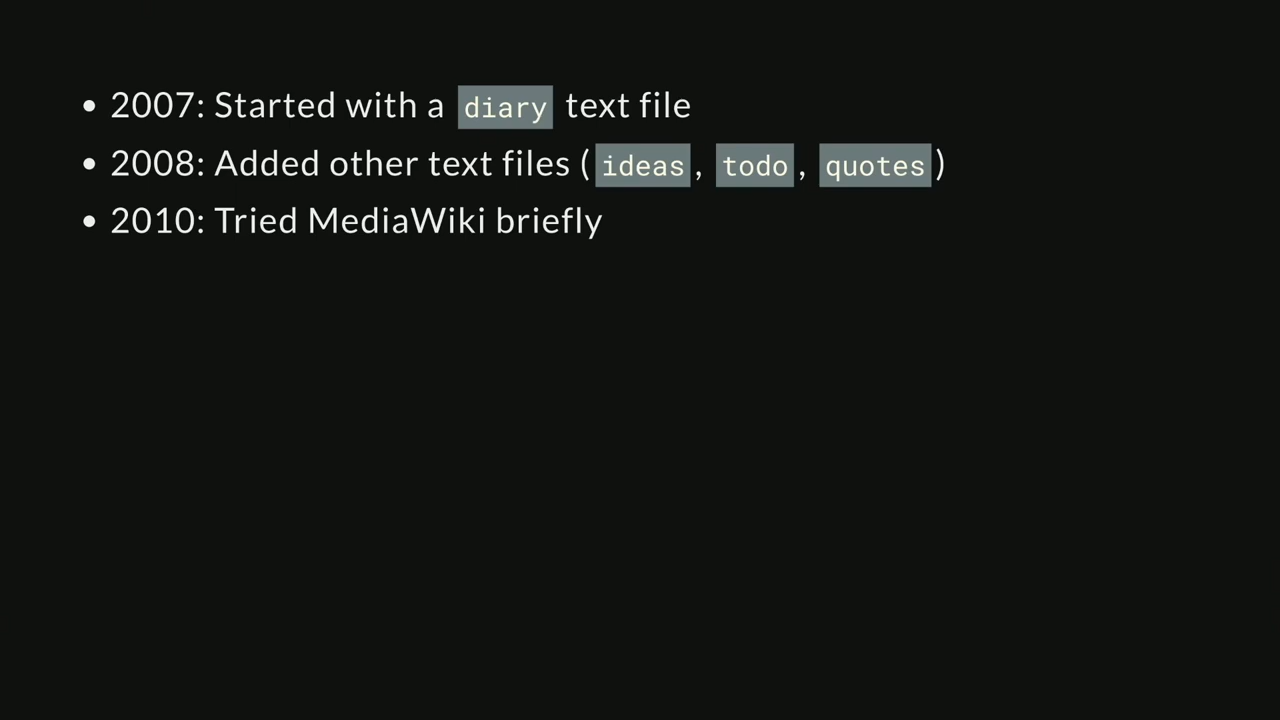 • 2007: Started with a diary text file
• 2008: Added other text files (ideas, todo, quotes)
• 2010: Tried MediaWiki briefly